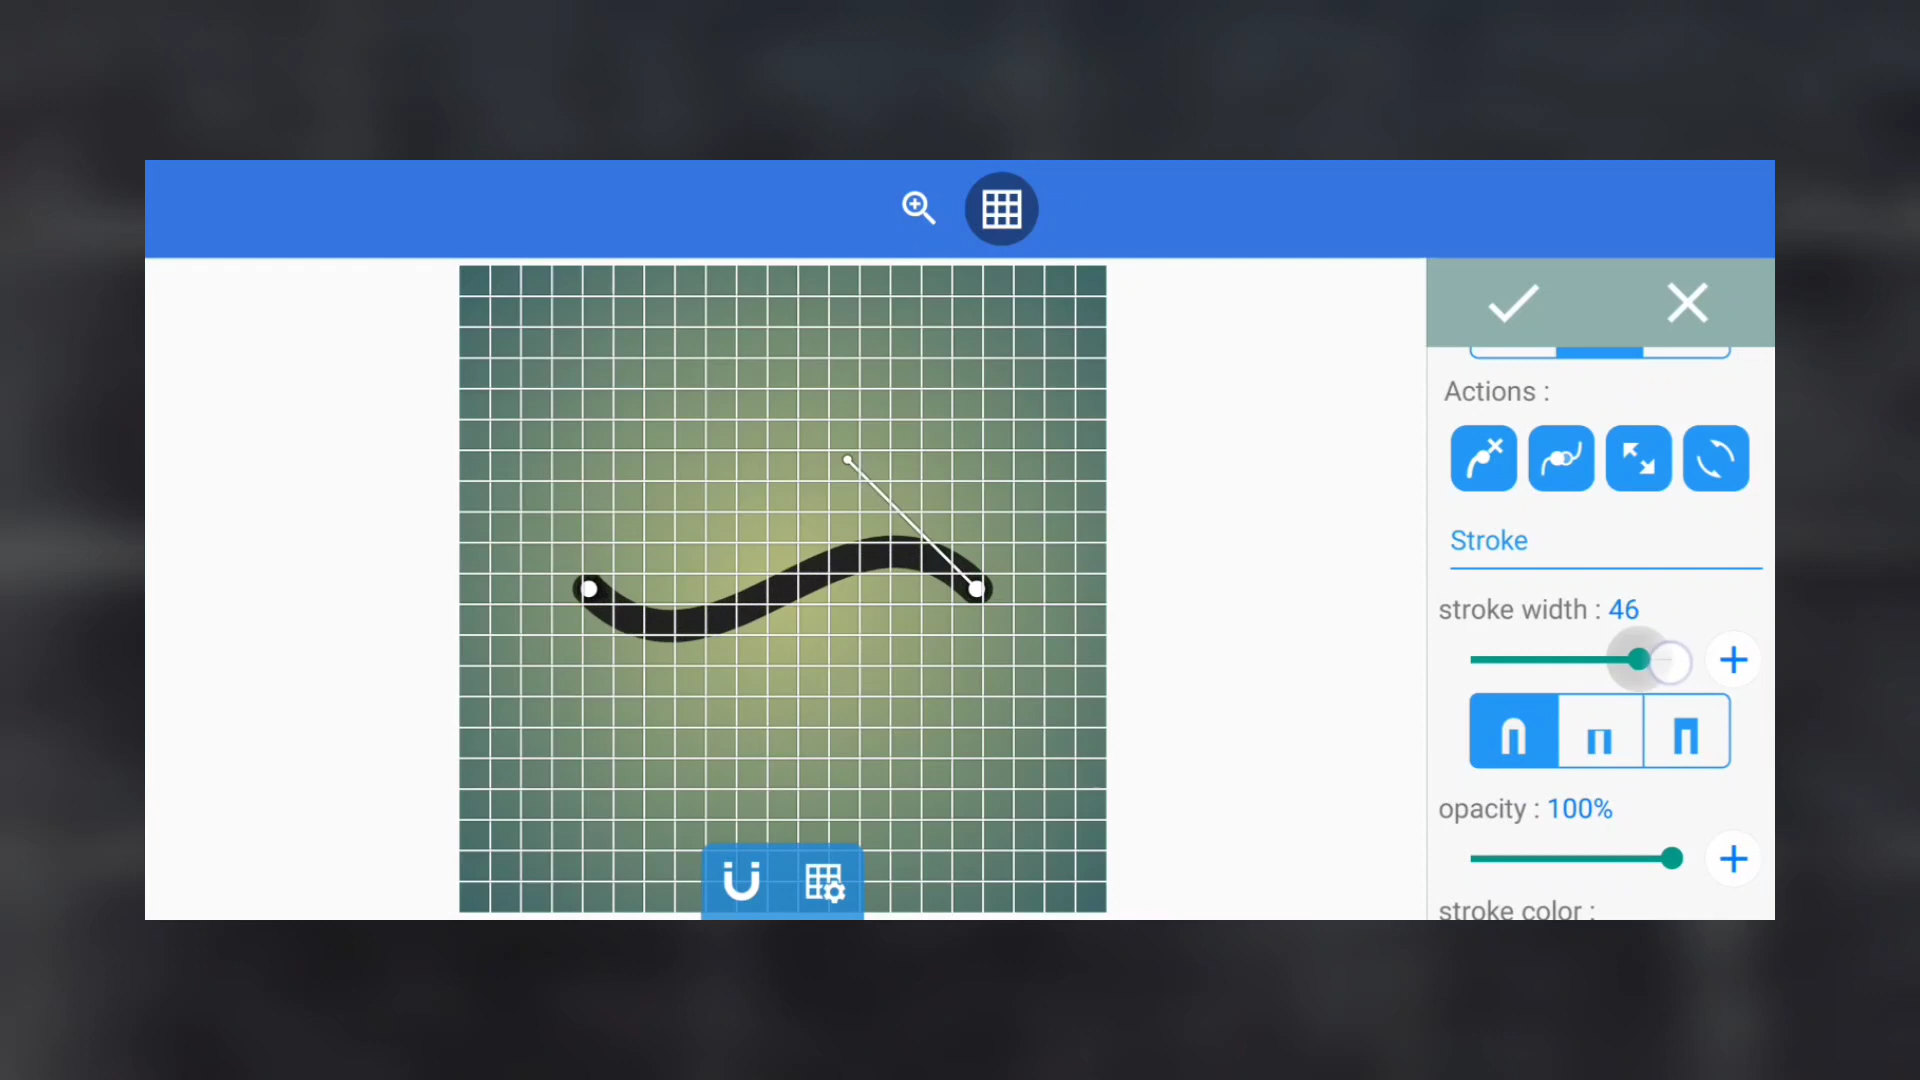 Actions :
Stroke
stroke width : 46
opacity : 100%
stroke color :